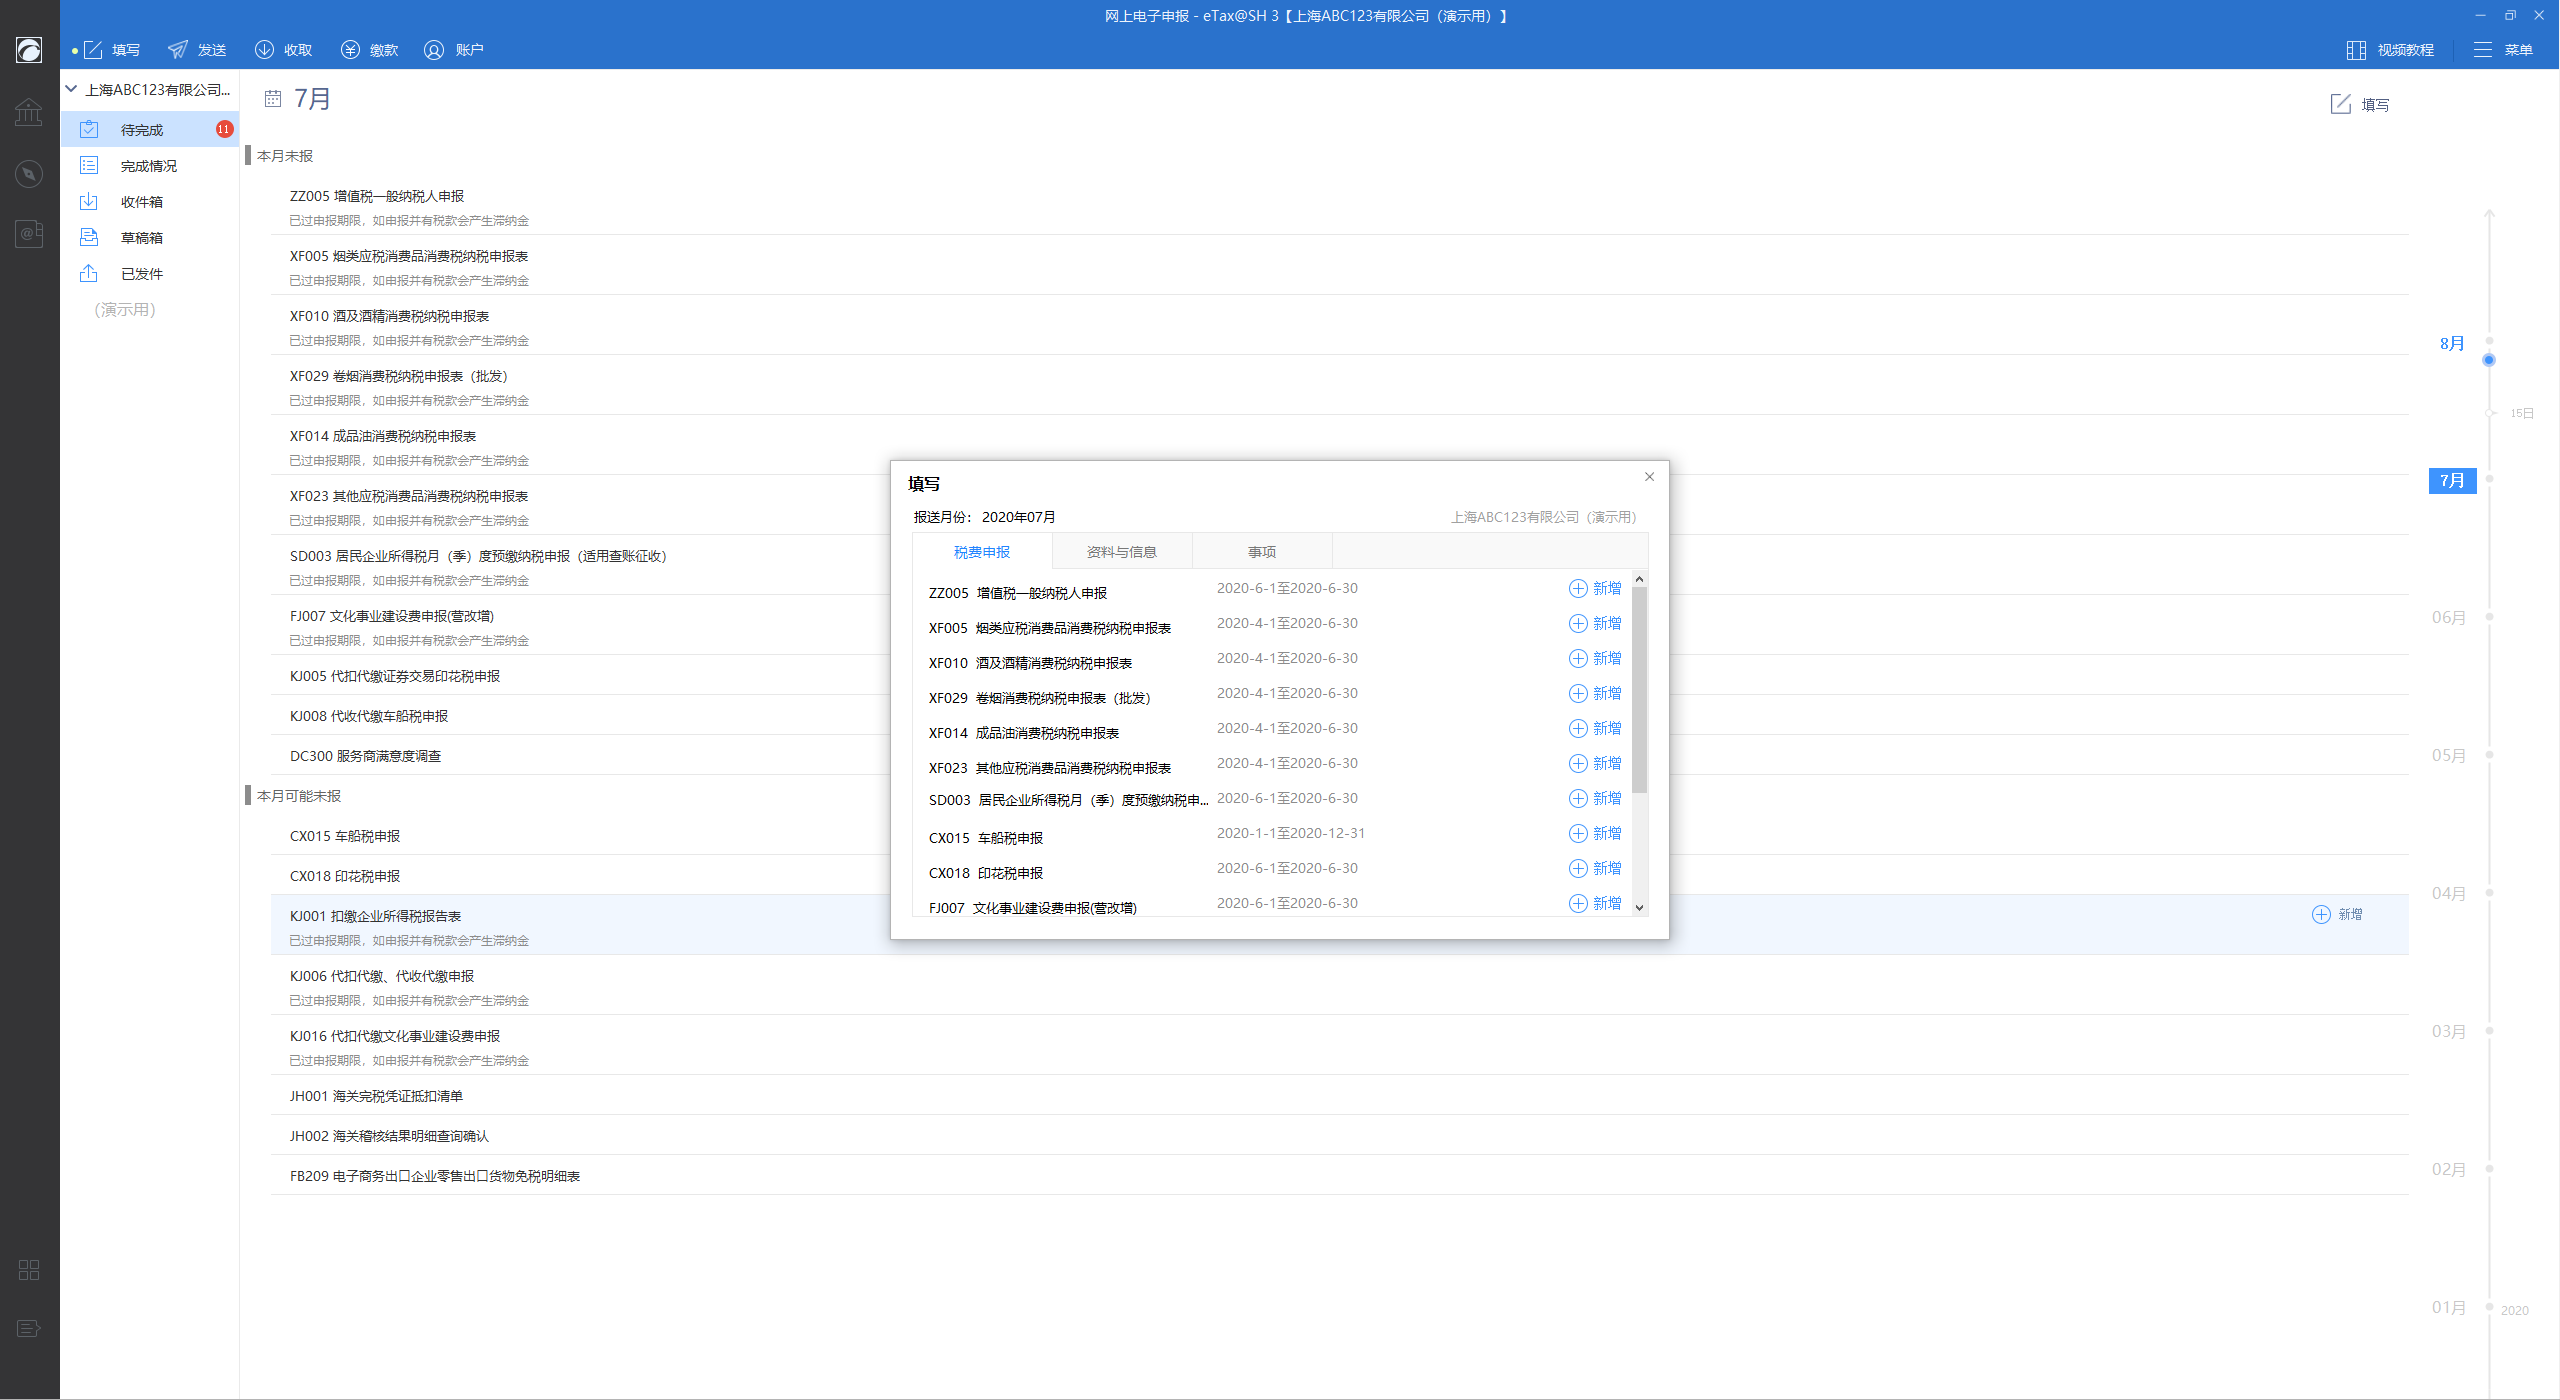 网上电子申报 - eTax@SH 3【上海ABC123有限公司（演示用）】
填写 发送 收取 缴款 账户 视频教程 菜单
上海ABC123有限公司...
待完成 11
完成情况
收件箱
草稿箱
已发件
（演示用）
7月
填写
本月未报
ZZ005 增值税一般纳税人申报
已过申报期限，如申报并有税款会产生滞纳金
XF005 烟类应税消费品消费税纳税申报表
已过申报期限，如申报并有税款会产生滞纳金
XF010 酒及酒精消费税纳税申报表
已过申报期限，如申报并有税款会产生滞纳金
XF029 卷烟消费税纳税申报表（批发）
已过申报期限，如申报并有税款会产生滞纳金
XF014 成品油消费税纳税申报表
已过申报期限，如申报并有税款会产生滞纳金
XF023 其他应税消费品消费税纳税申报表
已过申报期限，如申报并有税款会产生滞纳金
SD003 居民企业所得税月（季）度预缴纳税申报（适用查账征收）
已过申报期限，如申报并有税款会产生滞纳金
FJ007 文化事业建设费申报(营改增)
已过申报期限，如申报并有税款会产生滞纳金
KJ005 代扣代缴证券交易印花税申报
KJ008 代收代缴车船税申报
DC300 服务商满意度调查
本月可能未报
CX015 车船税申报
CX018 印花税申报
KJ001 扣缴企业所得税报告表
已过申报期限，如申报并有税款会产生滞纳金
新增
KJ006 代扣代缴、代收代缴申报
已过申报期限，如申报并有税款会产生滞纳金
KJ016 代扣代缴文化事业建设费申报
已过申报期限，如申报并有税款会产生滞纳金
JH001 海关完税凭证抵扣清单
JH002 海关稽核结果明细查询确认
FB209 电子商务出口企业零售出口货物免税明细表
填写
报送月份： 2020年07月 上海ABC123有限公司（演示用）
税费申报 资料与信息 事项
ZZ005 增值税一般纳税人申报 2020-6-1至2020-6-30 新增
XF005 烟类应税消费品消费税纳税申报表 2020-4-1至2020-6-30 新增
XF010 酒及酒精消费税纳税申报表 2020-4-1至2020-6-30 新增
XF029 卷烟消费税纳税申报表（批发） 2020-4-1至2020-6-30 新增
XF014 成品油消费税纳税申报表 2020-4-1至2020-6-30 新增
XF023 其他应税消费品消费税纳税申报表 2020-4-1至2020-6-30 新增
SD003 居民企业所得税月（季）度预缴纳税申... 2020-6-1至2020-6-30 新增
CX015 车船税申报 2020-1-1至2020-12-31 新增
CX018 印花税申报 2020-6-1至2020-6-30 新增
FJ007 文化事业建设费申报(营改增) 2020-6-1至2020-6-30 新增
8月
15日
7月
06月
05月
04月
03月
02月
01月 2020